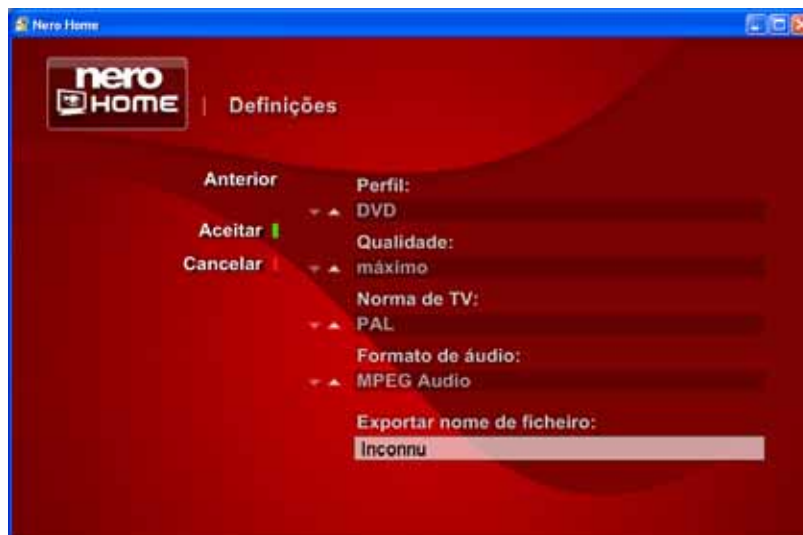 Nero Home
nero
HOME
Definições
Anterior
Aceitar
Cancelar
Perfil:
DVD
Qualidade:
máximo
Norma de TV:
PAL
Formato de áudio:
MPEG Audio
Exportar nome de ficheiro:
Inconnu